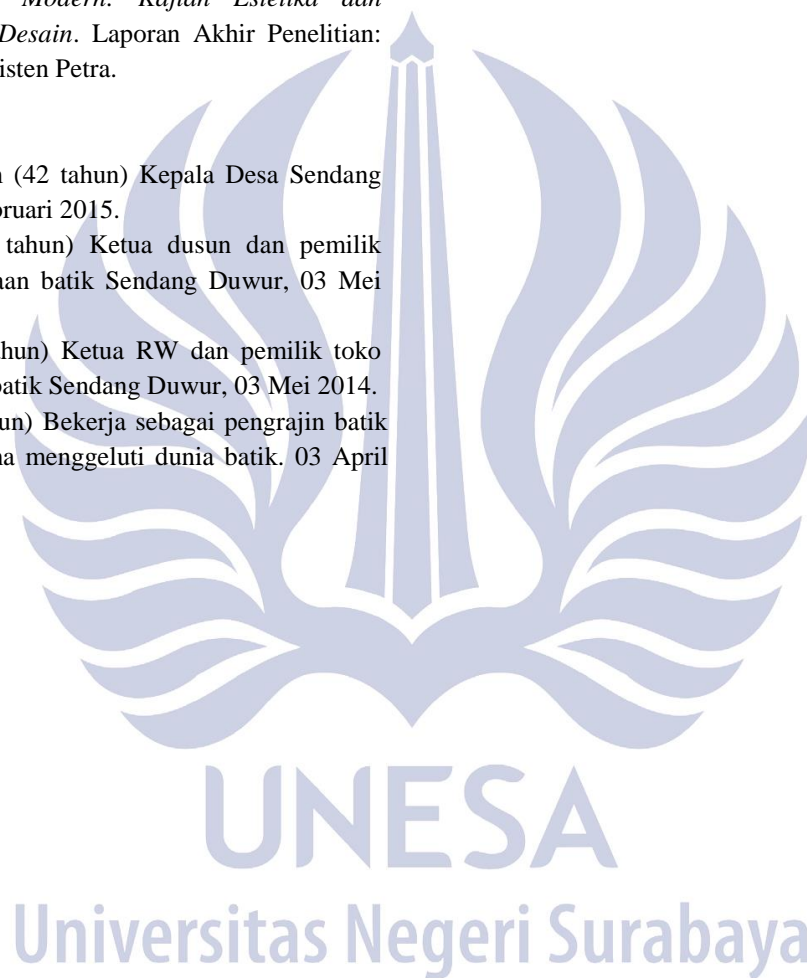 Modern: Kajian Estetika dan
Desain. Laporan Akhir Penelitian:
isten Petra.
(42 tahun) Kepala Desa Sendang
bruari 2015.
tahun) Ketua dusun dan pemilik
aan batik Sendang Duwur, 03 Mei
ahun) Ketua RW dan pemilik toko
batik Sendang Duwur, 03 Mei 2014.
un) Bekerja sebagai pengrajin batik
na menggeluti dunia batik. 03 April
UNESA
Universitas Negeri Surabaya